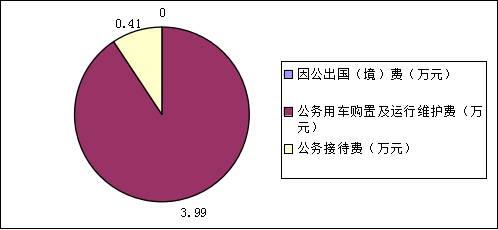 0
0.41
3.99
因公出国（境）费（万元）
公务用车购置及运行维护费（万
元）
公务接待费（万元）